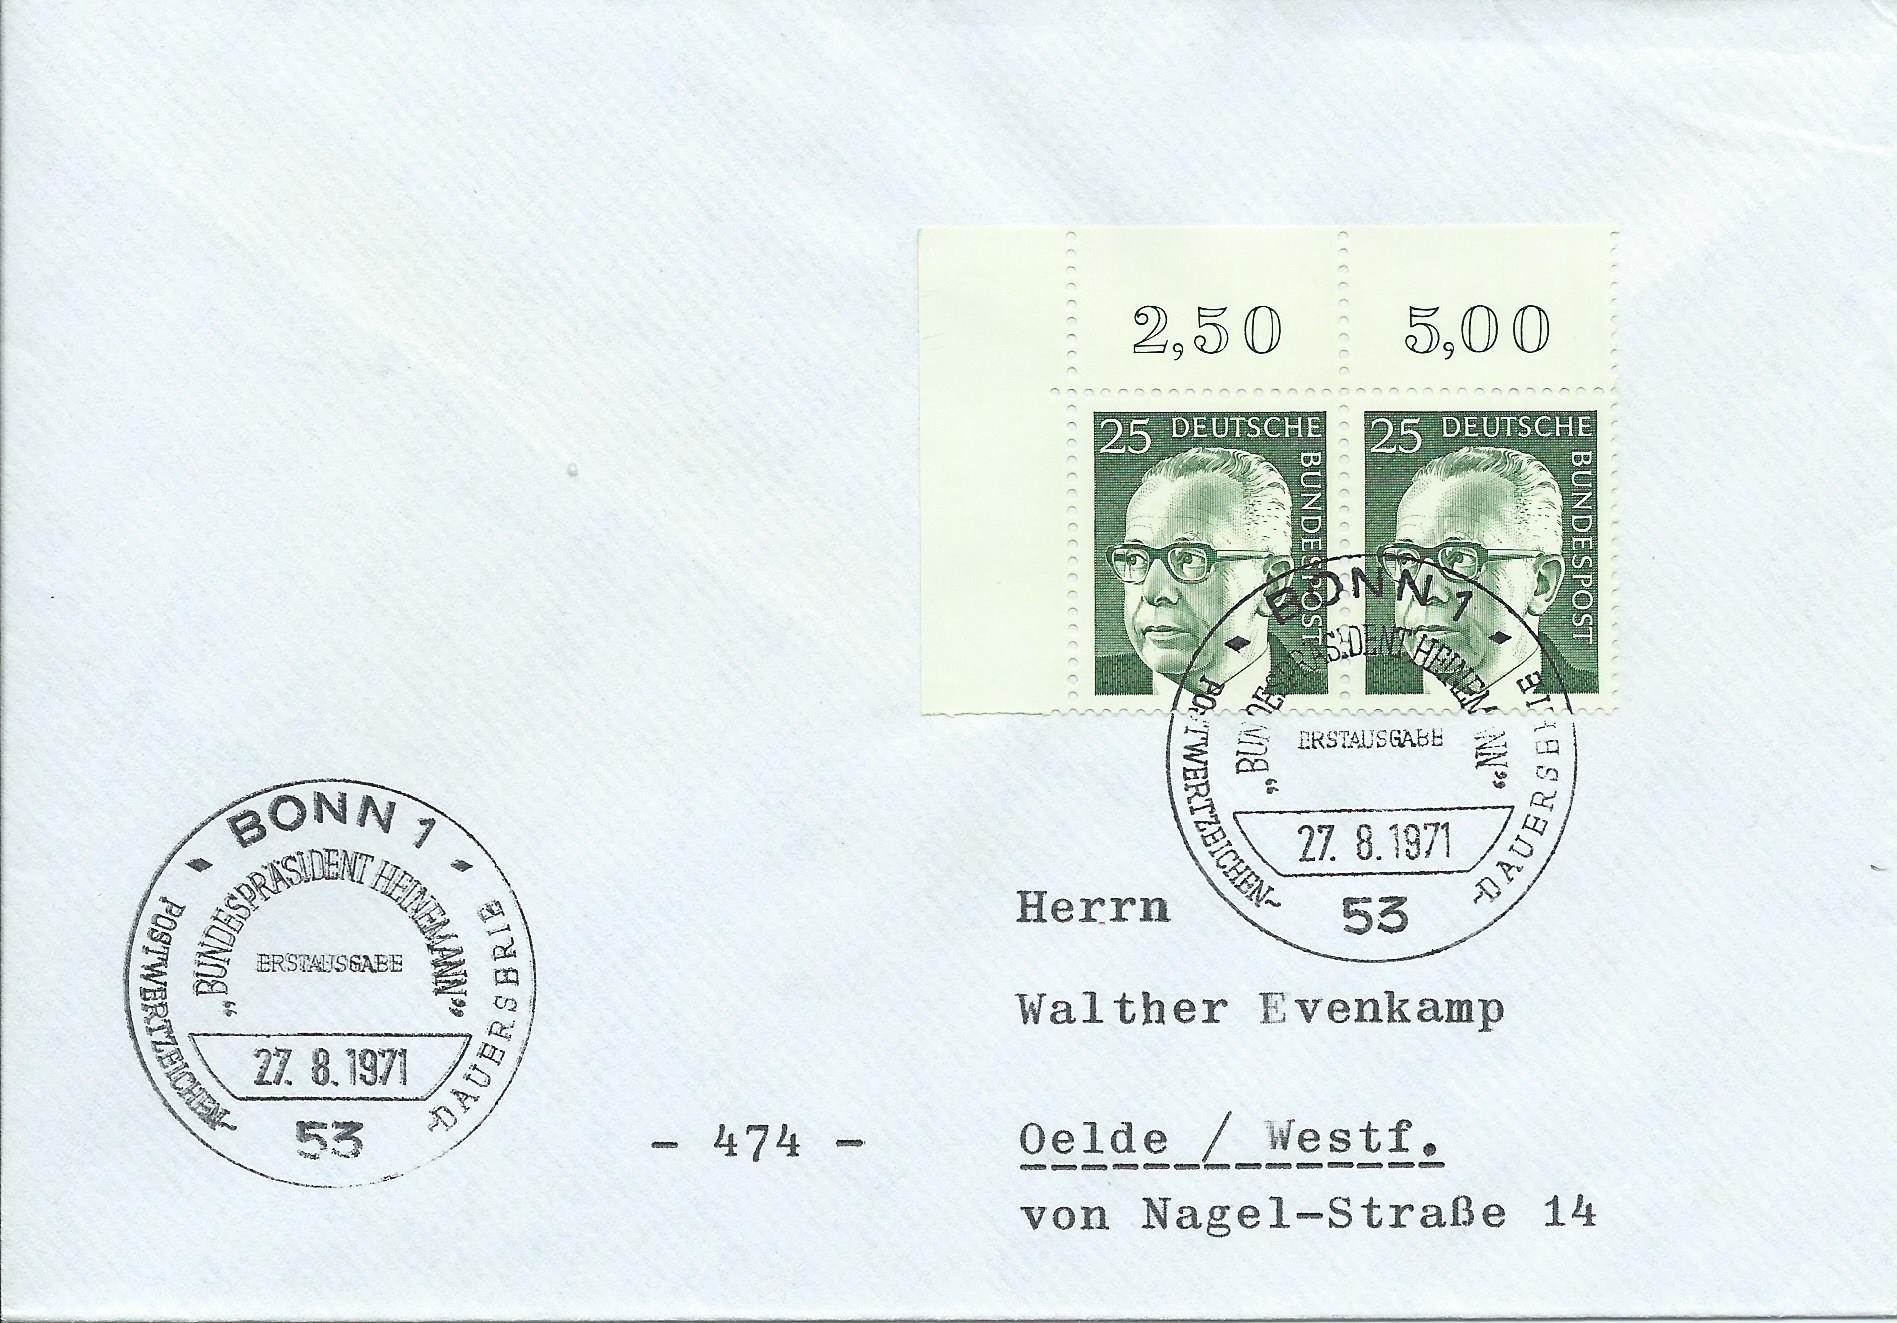 2,50 5,00
25 DEUTSCHE BUNDESPOST
25 DEUTSCHE BUNDESPOST
BONN 1
POSTWERTZEICHEN-
-DAUERSERIE
„BUNDESPRÄSIDENT HEINEMANN“
ERSTAUSGABE
27. 8. 1971
53
BONN 1
POSTWERTZEICHEN-
-DAUERSERIE
„BUNDESPRÄSIDENT HEINEMANN“
ERSTAUSGABE
27. 8. 1971
53
Herrn
Walther Evenkamp
- 474 - Oelde / Westf.
von Nagel-Straße 14